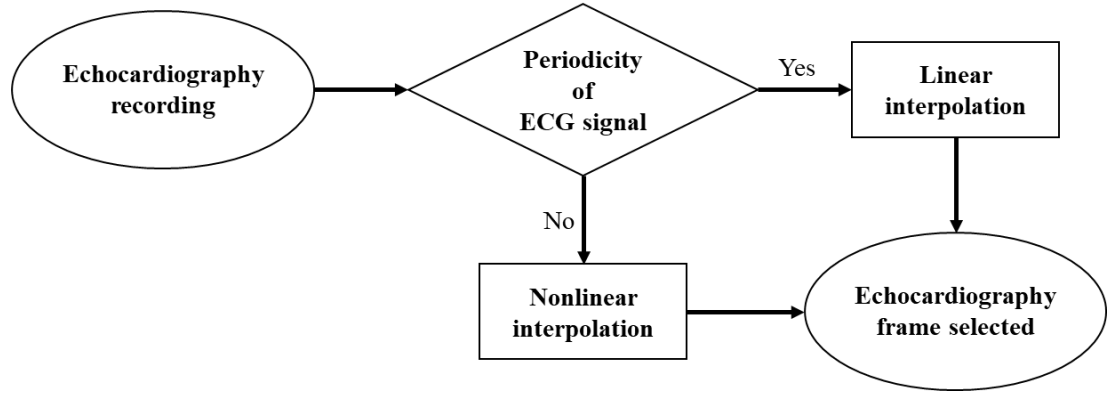 Echocardiography
recording
Periodicity
of
ECG signal
Yes
Linear
interpolation
No
Nonlinear
interpolation
Echocardiography
frame selected